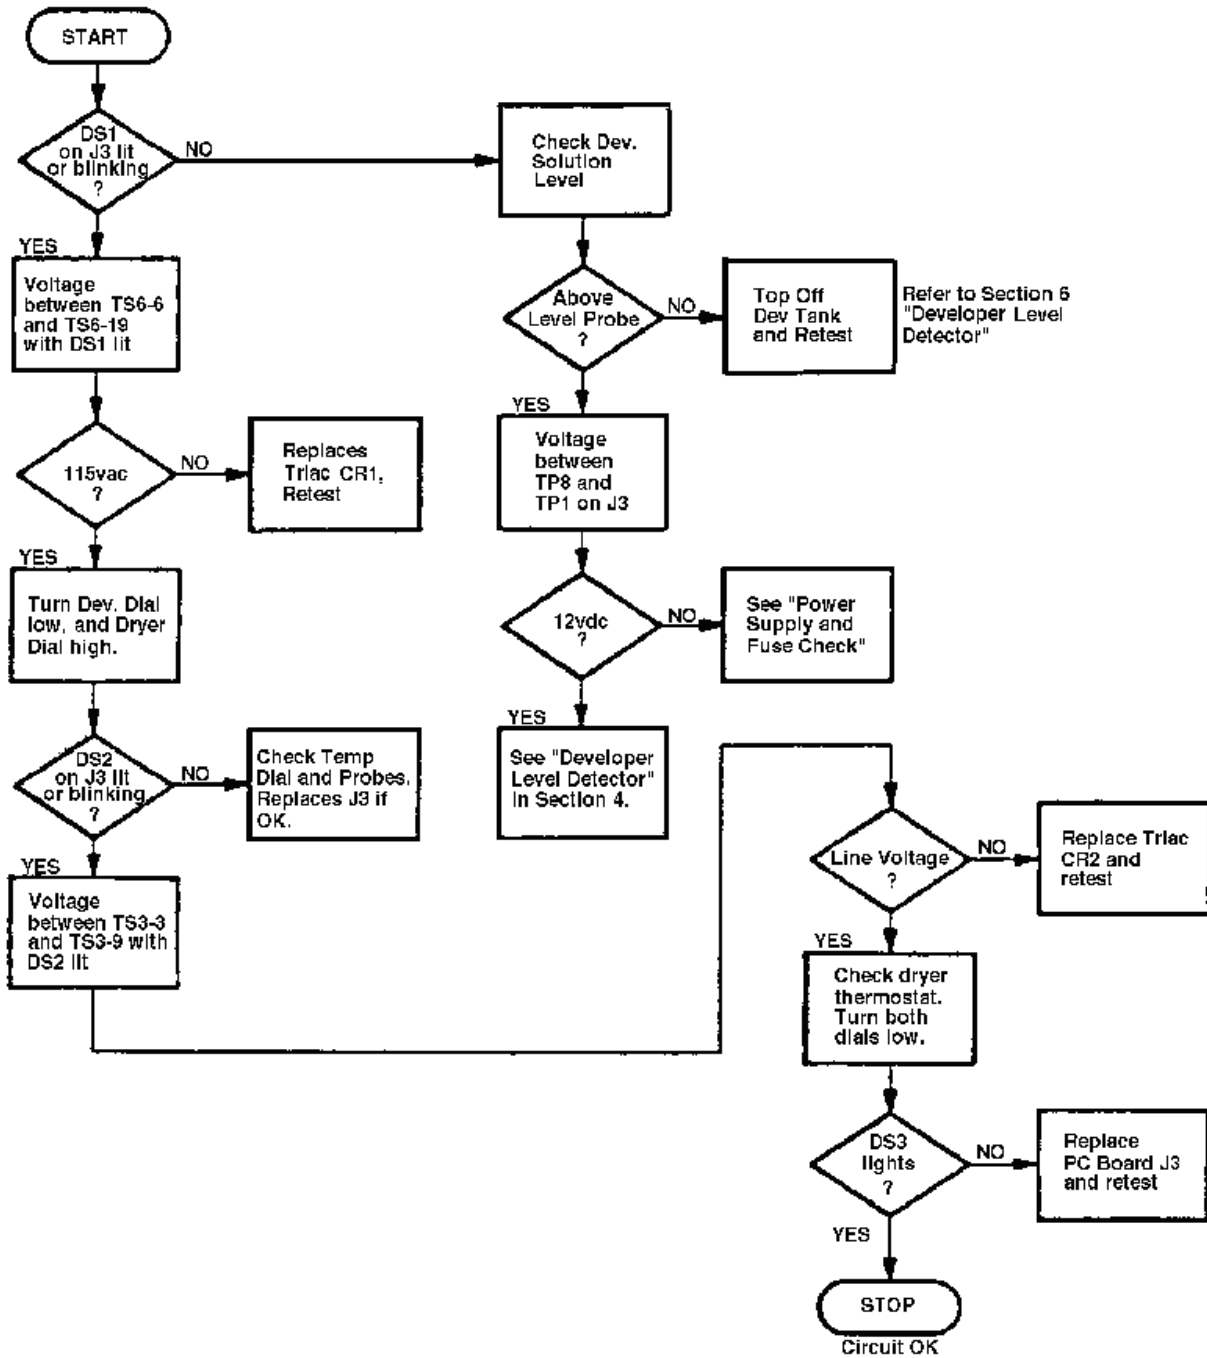 START
DS1
on J3 lit
or blinking
?
NO
YES
Check Dev.
Solution
Level
Voltage
between TS6-6
and TS6-19
with DS1 lit
Above
Level Probe
?
NO
YES
Top Off
Dev Tank
and Retest
Refer to Section 6
"Developer Level
Detector"
115vac
?
NO
YES
Replaces
Triac CR1,
Retest
Voltage
between
TP8 and
TP1 on J3
Turn Dev. Dial
low, and Dryer
Dial high.
12vdc
?
NO
YES
See "Power
Supply and
Fuse Check"
DS2
on J3 lit
or blinking
?
NO
YES
Check Temp
Dial and Probes.
Replaces J3 if
OK.
See "Developer
Level Detector"
in Section 4.
Voltage
between TS3-3
and TS3-9 with
DS2 lit
Line Voltage
?
NO
YES
Replace Triac
CR2 and
retest
Check dryer
thermostat.
Turn both
dials low.
DS3
lights
?
NO
YES
Replace
PC Board J3
and retest
STOP
Circuit OK